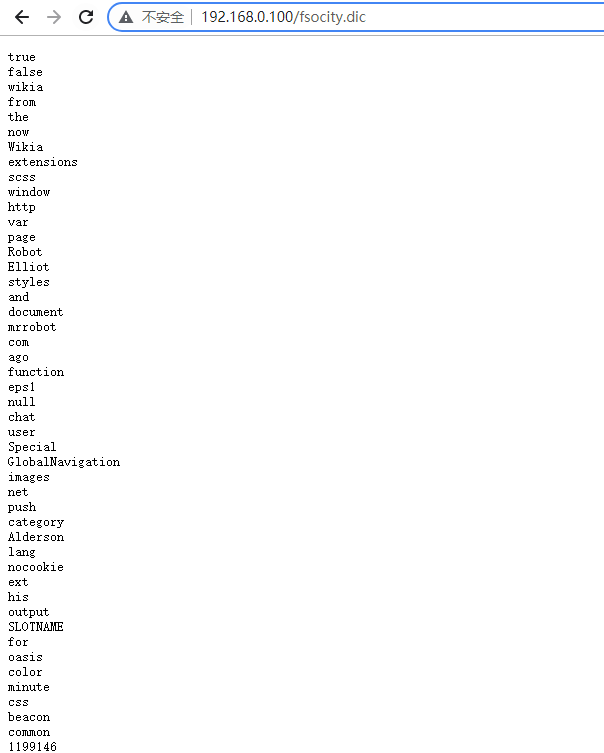 不安全 | 192.168.0.100/fsocity.dic
true
false
wikia
from
the
now
Wikia
extensions
scss
window
http
var
page
Robot
Elliot
styles
and
document
mrrobot
com
ago
function
eps1
null
chat
user
Special
GlobalNavigation
images
net
push
category
Alderson
lang
nocookie
ext
his
output
SLOTNAME
for
oasis
color
minute
css
beacon
common
1199146